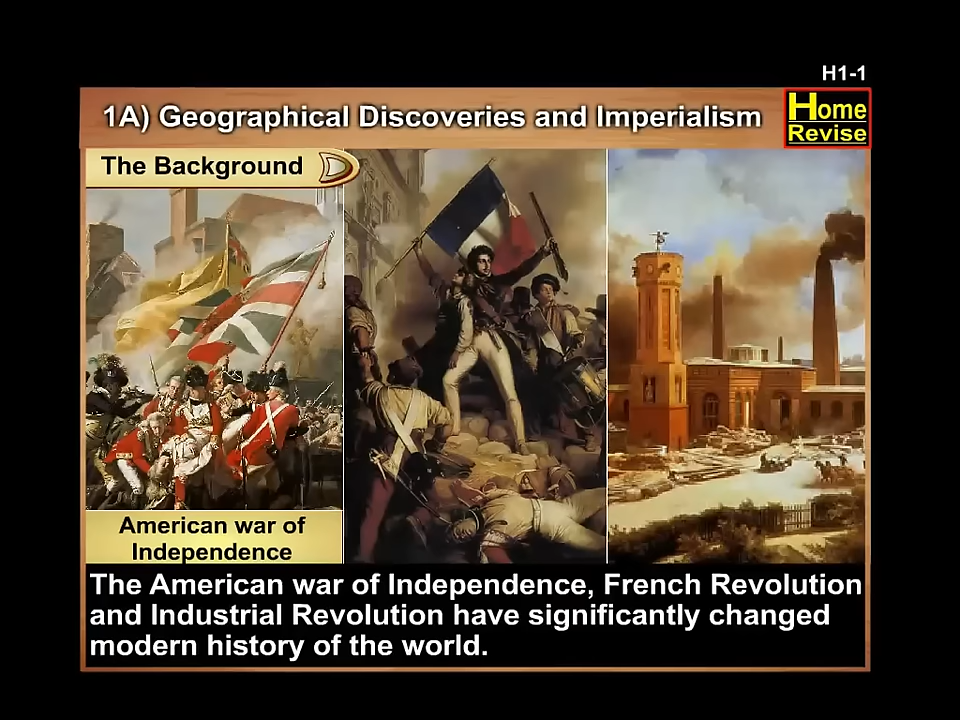 H1-1
1A) Geographical Discoveries and Imperialism
Home
Revise
The Background
American war of
Independence
The American war of Independence, French Revolution
and Industrial Revolution have significantly changed
modern history of the world.